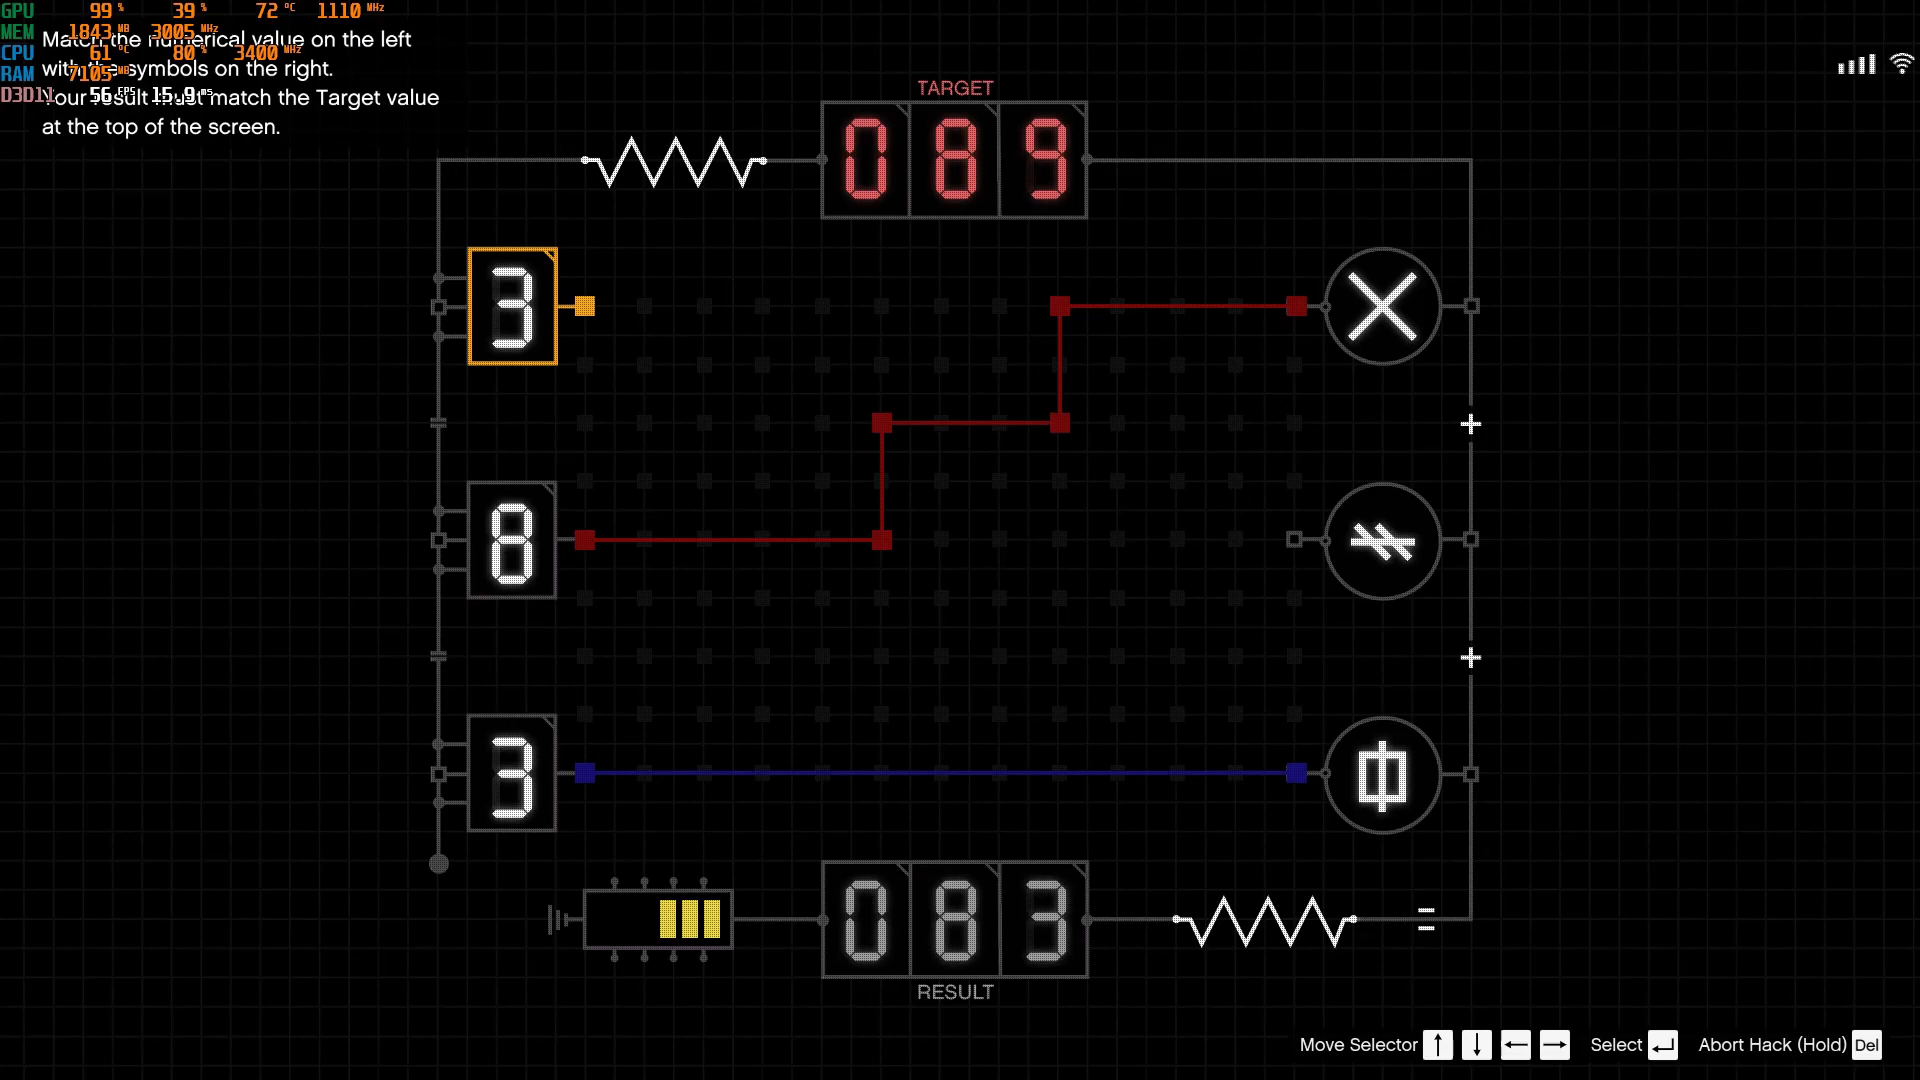 GPU 99 % 39 % 72 °C 1110 MHz
MEM 1843 MB 3005 MHz
Match the numerical value on the left
CPU 61 °C 80 % 3400 MHz
with the symbols on the right.
RAM 7105 MB
D3D11 56 FPS 15.9 ms
Your result must match the Target value
at the top of the screen.
TARGET
089
3
8
+
+
3
083
=
RESULT
Move Selector ↑ ↓ ← → Select ↵ Abort Hack (Hold) Del